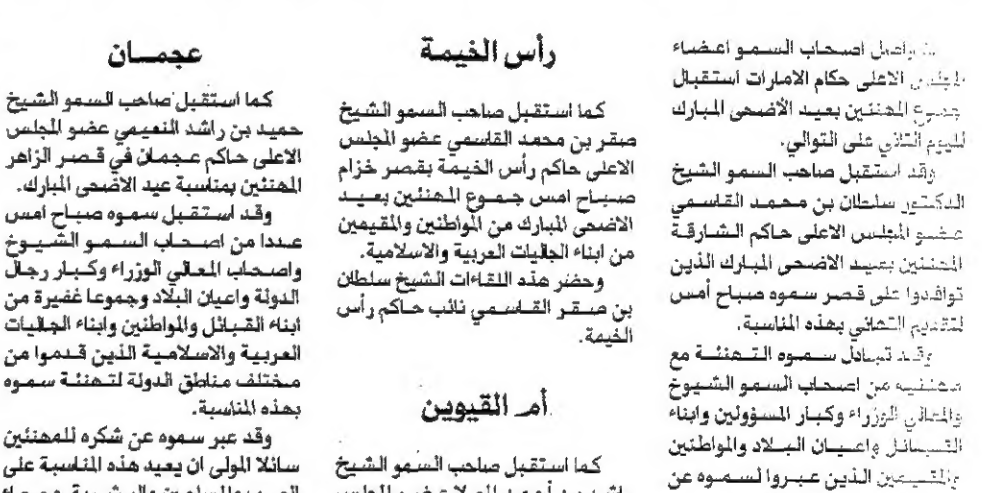 واصل اصحاب السمو اعضاء
المجلس الاعلى حكام الامارات استقبال
جموع المهنئين بعيد الأضحى المبارك
لليوم الثاني على التوالي.
وقد استقبل صاحب السمو الشيخ
الدكتور سلطان بن محمد القاسمي
عضو المجلس الاعلى حاكم الشارقة
المهنئين بعيد الاضحى المبارك الذين
توافدوا على قصر سموه صباح أمس
لتقديم التهاني بهذه المناسبة.
وقد تبادل سموه التهنئة مع
مهنئيه من اصحاب السمو الشيوخ
والمعالي الوزراء وكبار المسؤولين وابناء
القبائل واعيان البلاد والمواطنين
والمقيمين الذين عبروا لسموه عن
رأس الخيمة
كما استقبل صاحب السمو الشيخ
صقر بن محمد القاسمي عضو المجلس
الاعلى حاكم رأس الخيمة بقصر خزام
صباح امس جموع المهنئين بعيد
الاضحى المبارك من المواطنين والمقيمين
من ابناء الجاليات العربية والاسلامية.
وحضر هذه اللقاءات الشيخ سلطان
بن صقر القاسمي نائب حاكم رأس
الخيمة.
أم القيوين
كما استقبل صاحب السمو الشيخ
عجمان
كما استقبل صاحب السمو الشيخ
حميد بن راشد النعيمي عضو المجلس
الاعلى حاكم عجمان في قصر الزاهر
المهنئين بمناسبة عيد الاضحى المبارك.
وقد استقبل سموه صباح امس
عددا من اصحاب السمو الشيوخ
واصحاب المعالي الوزراء وكبار رجال
الدولة واعيان البلاد وجموعا غفيرة من
ابناء القبائل والمواطنين وابناء الجاليات
العربية والاسلامية الذين قدموا من
مختلف مناطق الدولة لتهنئة سموه
بهذه المناسبة.
وقد عبر سموه عن شكره للمهنئين
سائلا المولى ان يعيد هذه المناسبة على